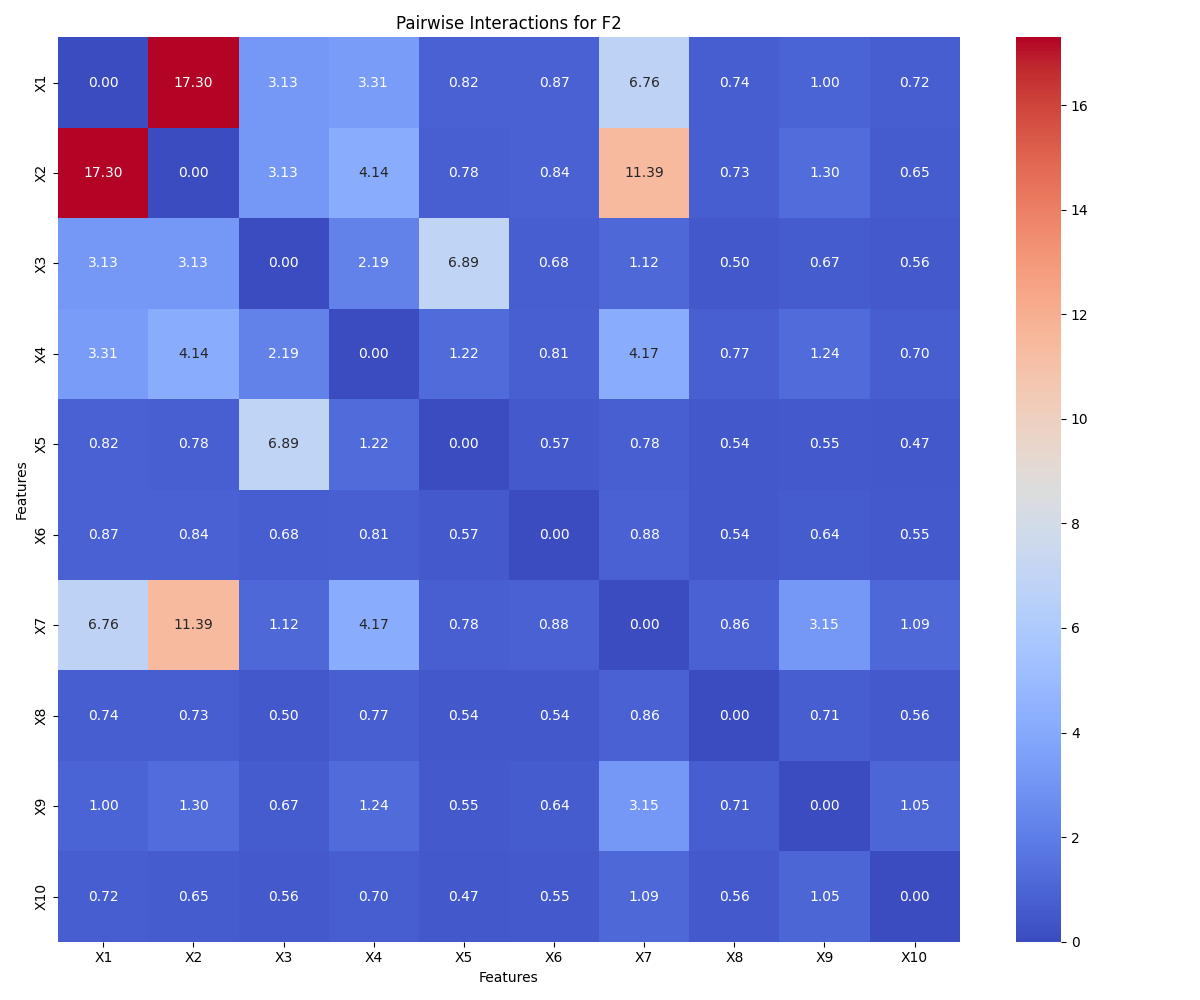 Pairwise Interactions for F2
X1 0.00 17.30 3.13 3.31 0.82 0.87 6.76 0.74 1.00 0.72
X2 17.30 0.00 3.13 4.14 0.78 0.84 11.39 0.73 1.30 0.65
X3 3.13 3.13 0.00 2.19 6.89 0.68 1.12 0.50 0.67 0.56
X4 3.31 4.14 2.19 0.00 1.22 0.81 4.17 0.77 1.24 0.70
X5 0.82 0.78 6.89 1.22 0.00 0.57 0.78 0.54 0.55 0.47
X6 0.87 0.84 0.68 0.81 0.57 0.00 0.88 0.54 0.64 0.55
X7 6.76 11.39 1.12 4.17 0.78 0.88 0.00 0.86 3.15 1.09
X8 0.74 0.73 0.50 0.77 0.54 0.54 0.86 0.00 0.71 0.56
X9 1.00 1.30 0.67 1.24 0.55 0.64 3.15 0.71 0.00 1.05
X10 0.72 0.65 0.56 0.70 0.47 0.55 1.09 0.56 1.05 0.00
X1 X2 X3 X4 X5 X6 X7 X8 X9 X10
Features
Features
16
14
12
10
8
6
4
2
0